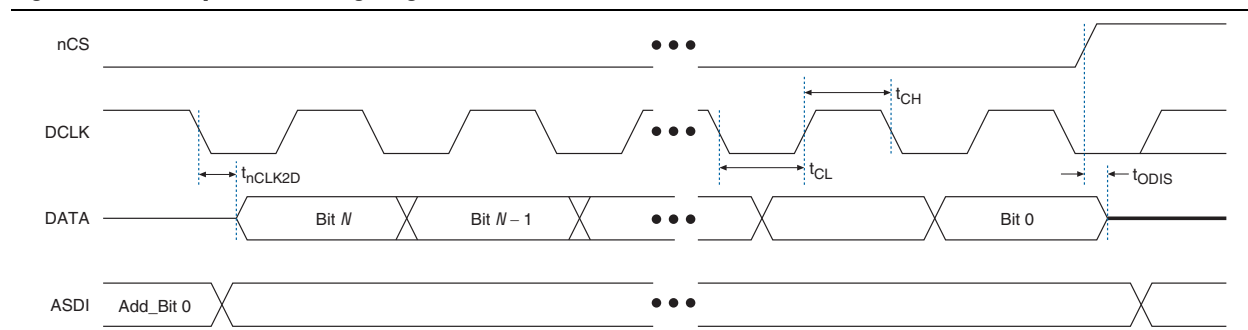 nCS
t_CH
DCLK
t_nCLK2D
t_CL
t_ODIS
DATA
Bit N
Bit N – 1
Bit 0
ASDI
Add_Bit 0